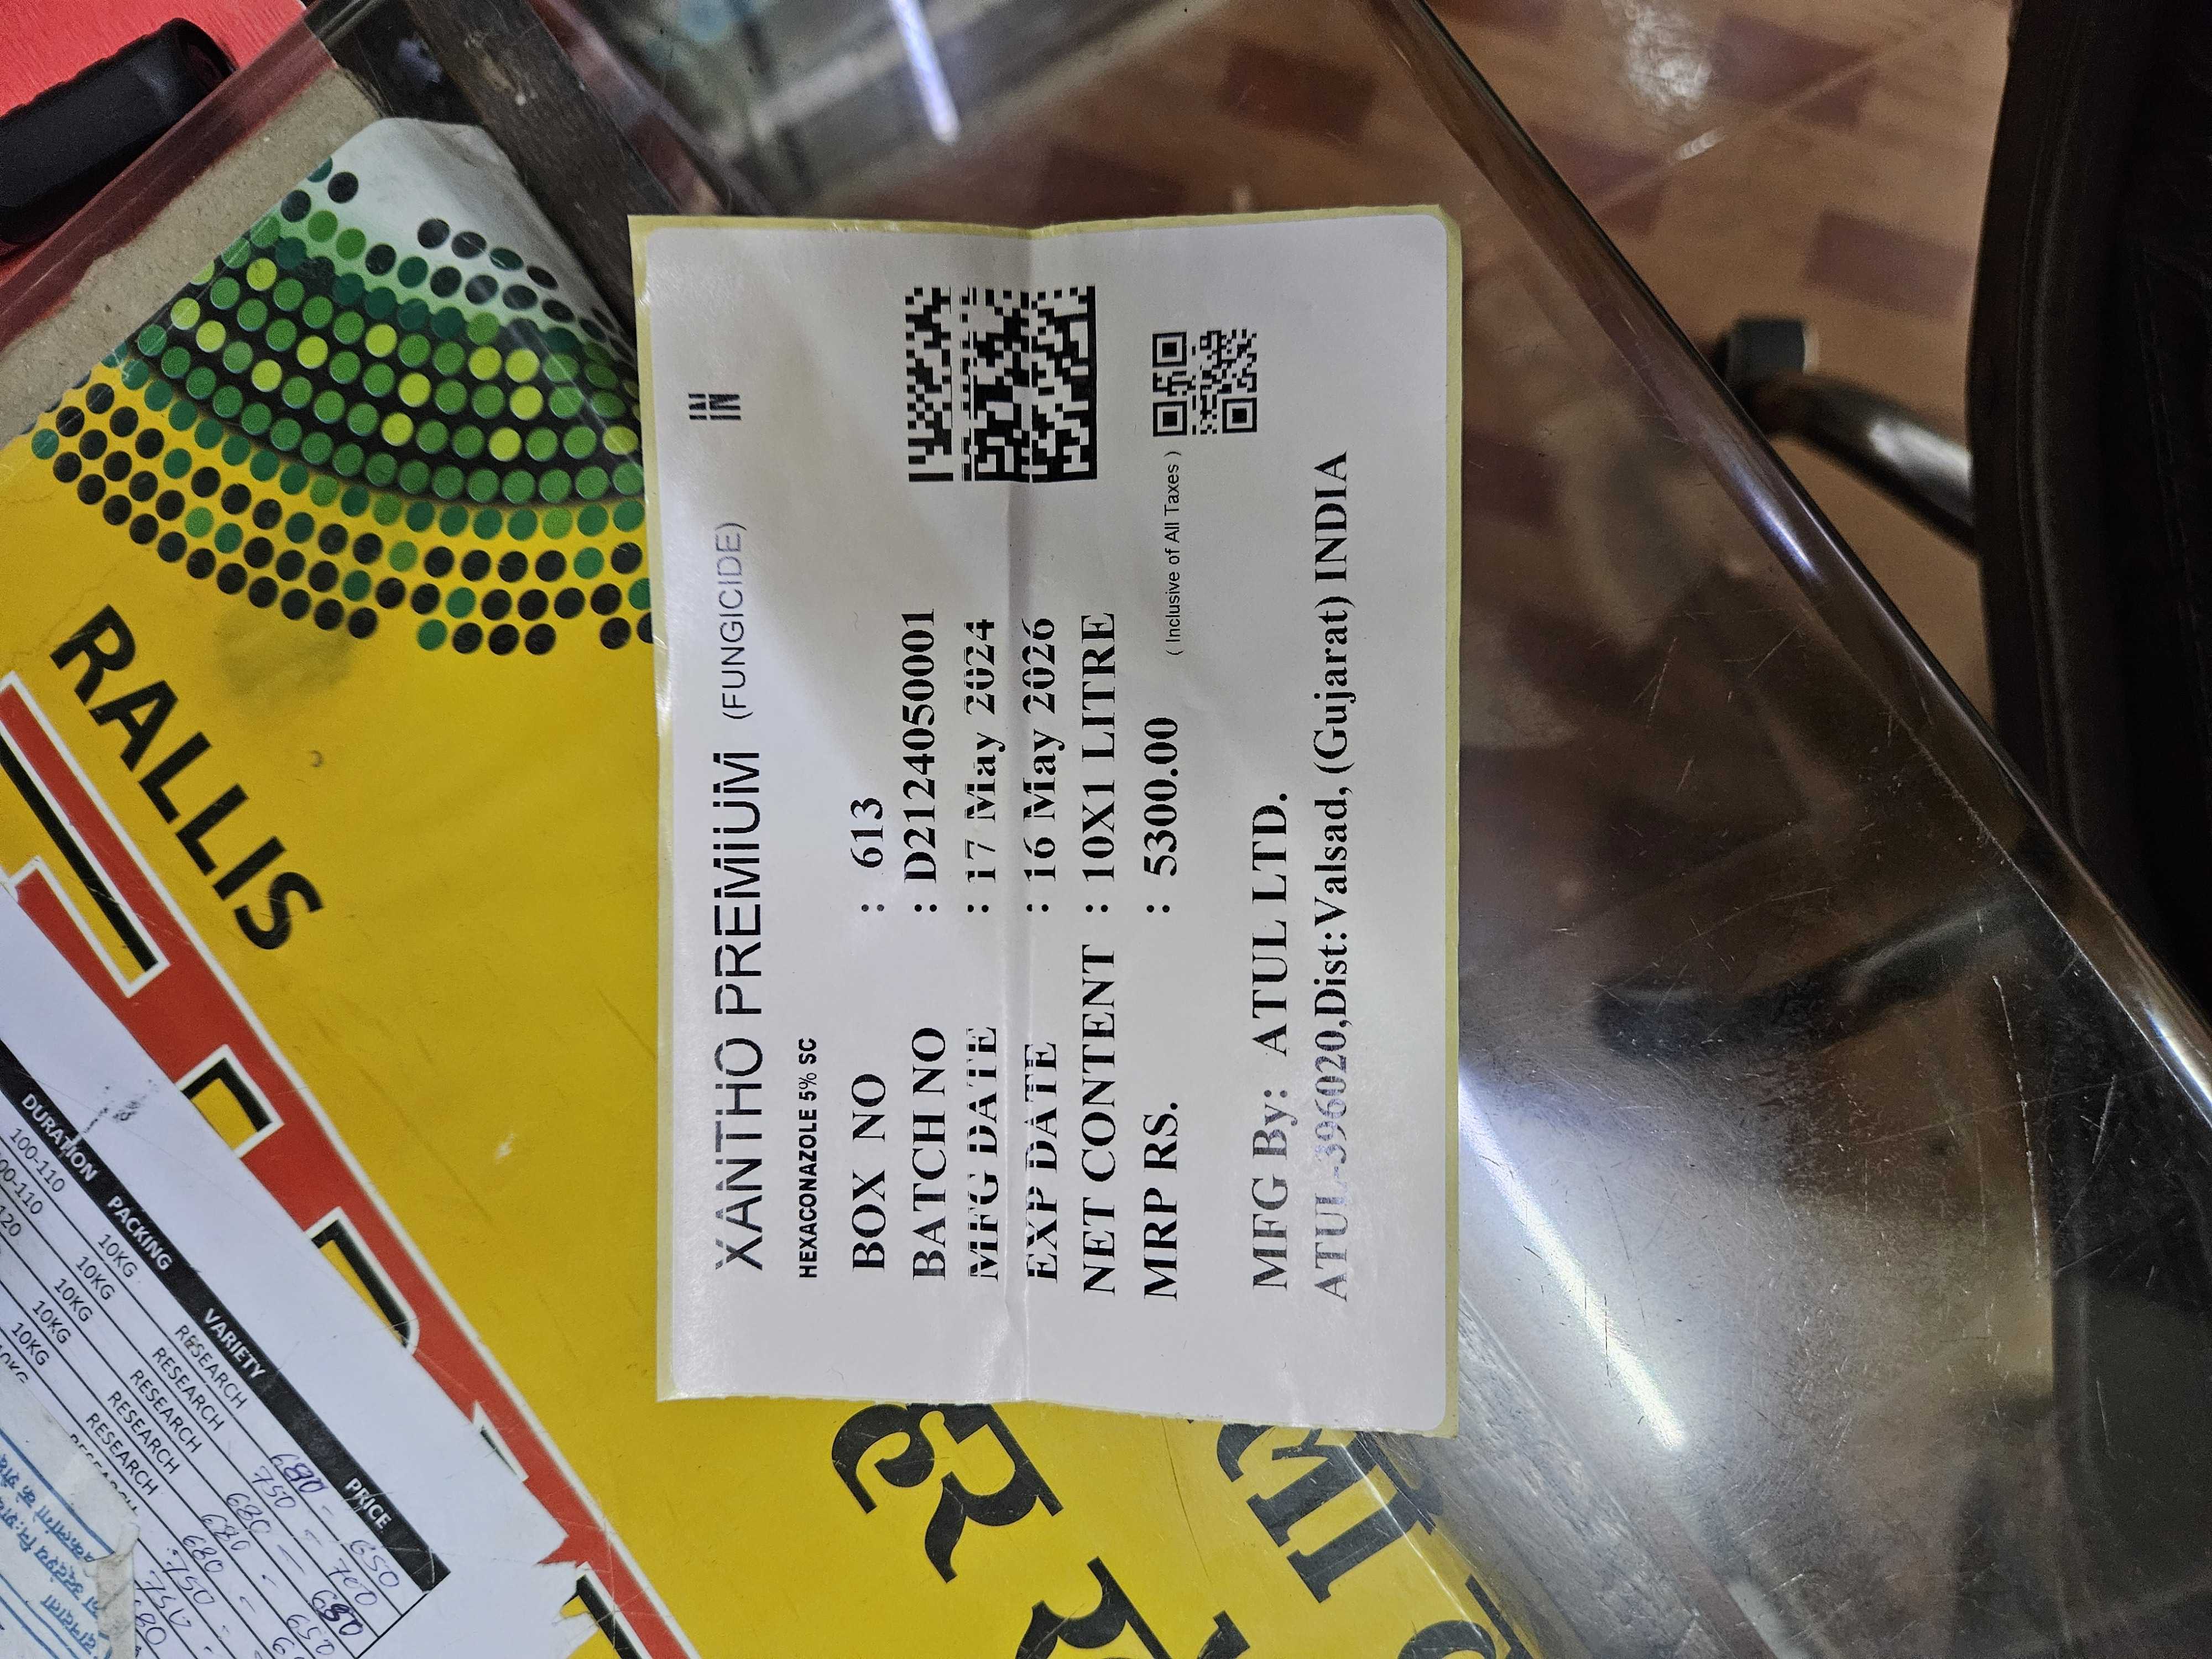 XANTHO PREMIUM (FUNGICIDE) IN
HEXACONAZOLE 5% SC
BOX NO : 613
BATCH NO : D2124050001
MFG DATE : 17 May 2024
EXP DATE : 16 May 2026
NET CONTENT : 10X1 LITRE
MRP RS. : 5300.00 ( Inclusive of All Taxes )
MFG By: ATUL LTD.
ATUL-396020,Dist:Valsad, (Gujarat) INDIA
RALLIS
DURATION PACKING VARIETY PRICE
100-110 10KG RESEARCH 680 - 650
10KG RESEARCH 750 - 700
10KG RESEARCH 680
10KG RESEARCH 650
10KG RESEARCH